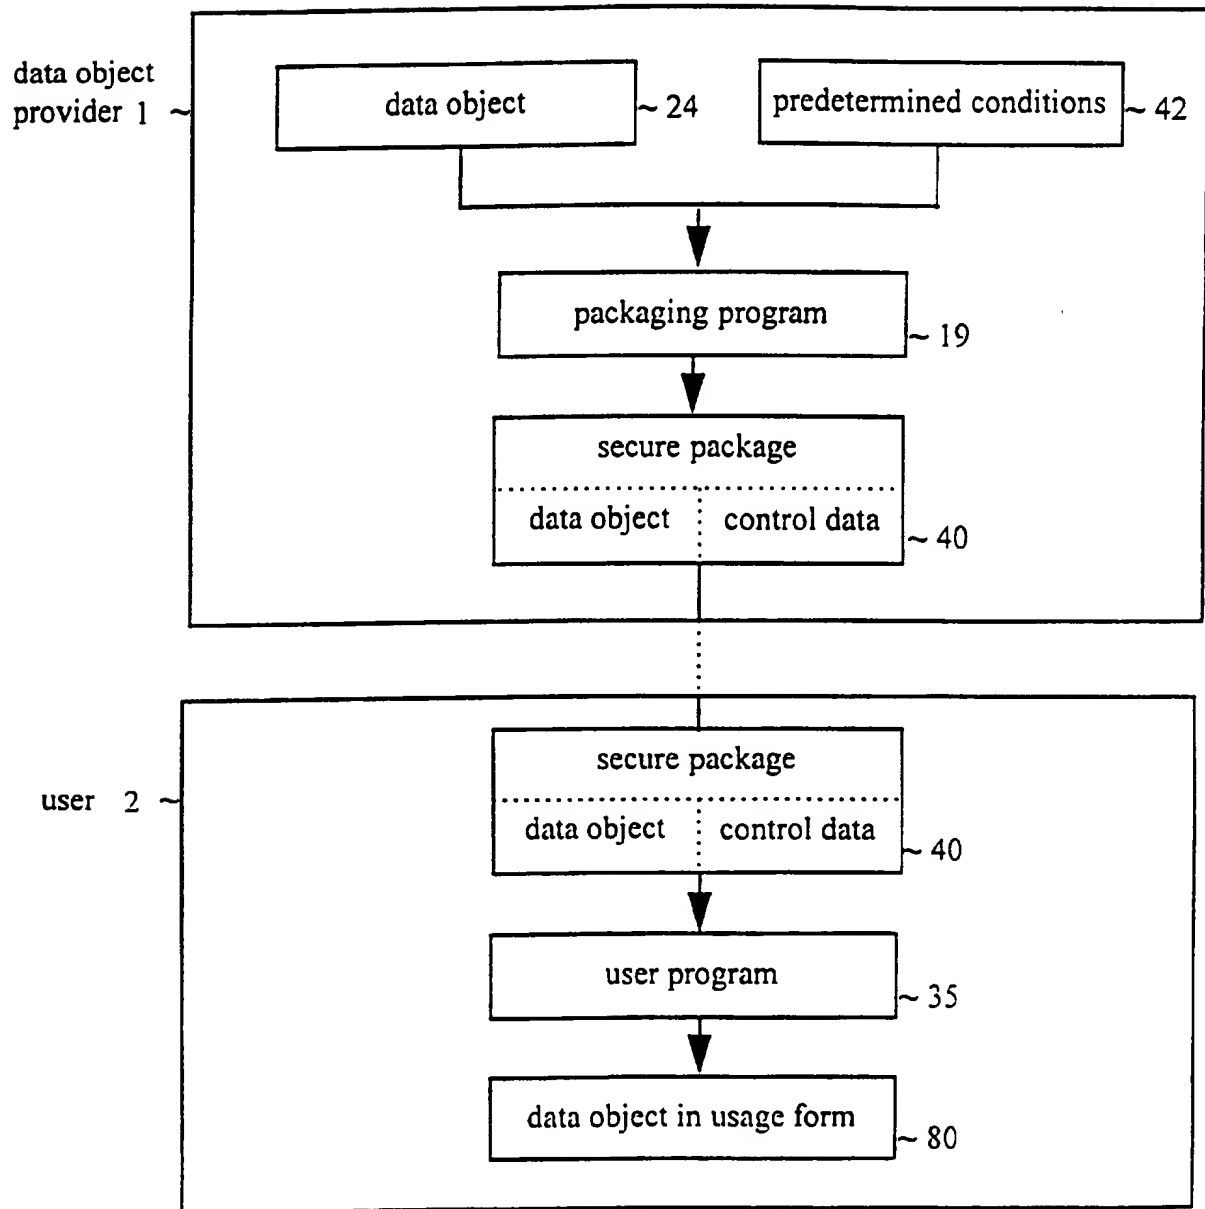 data object
provider 1 ~
data object
~ 24
predetermined conditions
~ 42
packaging program
~ 19
secure package
data object
control data
~ 40
user 2 ~
secure package
data object
control data
~ 40
user program
~ 35
data object in usage form
~ 80